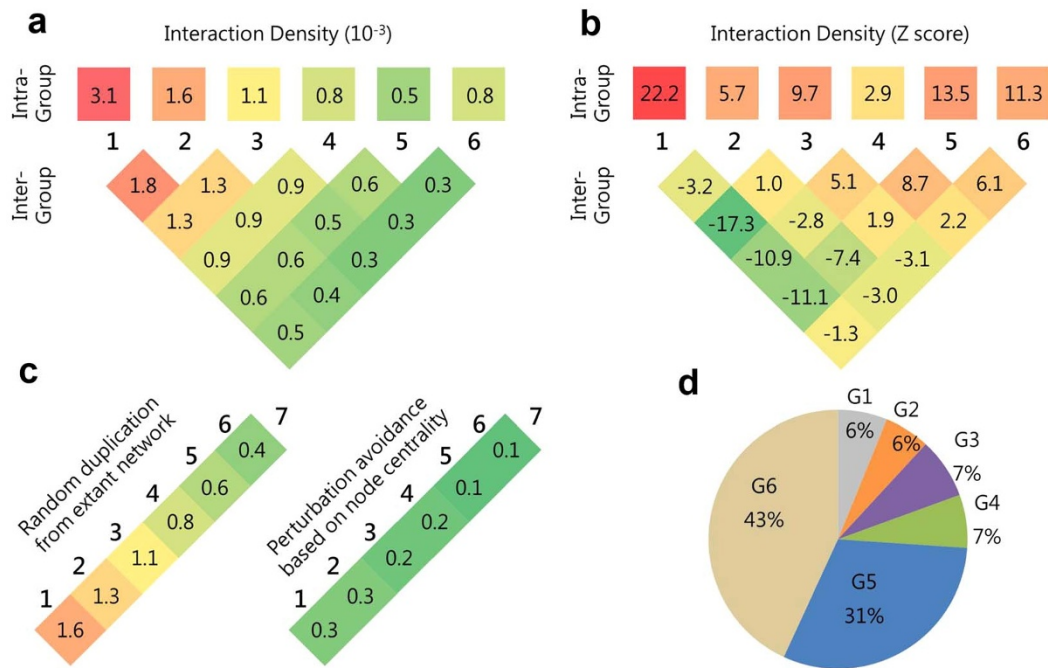 a
Interaction Density (10⁻³)
Intra-
Group
3.1 1.6 1.1 0.8 0.5 0.8
1 2 3 4 5 6
Inter-
Group
1.8 1.3 0.9 0.6 0.3
1.3 0.9 0.5 0.3
0.9 0.6 0.3
0.6 0.4
0.5
b
Interaction Density (Z score)
Intra-
Group
22.2 5.7 9.7 2.9 13.5 11.3
1 2 3 4 5 6
Inter-
Group
-3.2 1.0 5.1 8.7 6.1
-17.3 -2.8 1.9 2.2
-10.9 -7.4 -3.1
-11.1 -3.0
-1.3
c
Random duplication
from extant network
1 2 3 4 5 6 7
1.6 1.3 1.1 0.8 0.6 0.4
Perturbation avoidance
based on node centrality
1 2 3 4 5 6 7
0.3 0.3 0.2 0.2 0.1 0.1
d
G1
6%
G2
6%
G3
7%
G4
7%
G5
31%
G6
43%